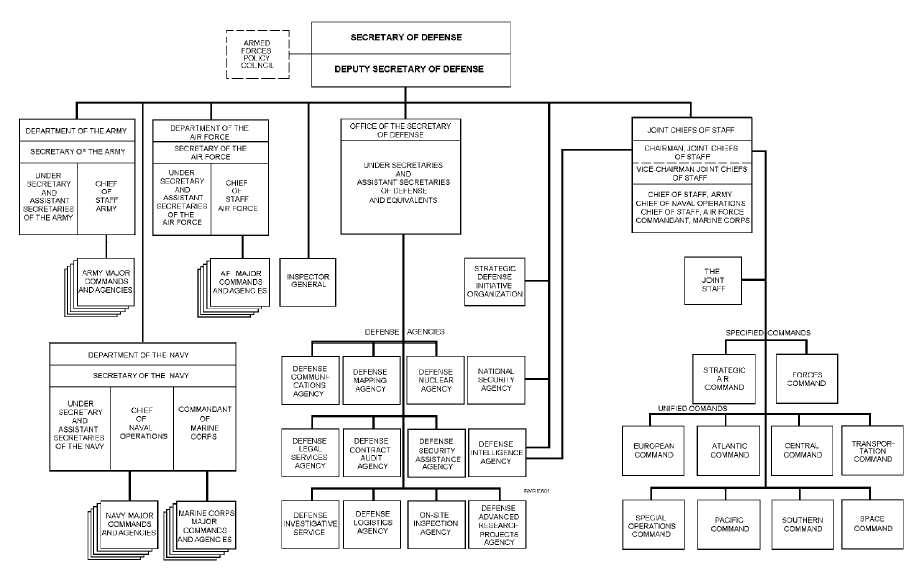 SECRETARY OF DEFENSE
DEPUTY SECRETARY OF DEFENSE
ARMED
FORCES
POLICY
COUNCIL
DEPARTMENT OF THE ARMY
SECRETARY OF THE ARMY
UNDER
SECRETARY
AND
ASSISTANT
SECRETARIES
OF THE ARMY
CHIEF
OF
STAFF
ARMY
ARMY MAJOR
COMMANDS
AND AGENCIES
DEPARTMENT OF THE
AIR FORCE
SECRETARY OF THE
AIR FORCE
UNDER
SECRETARY
AND
ASSISTANT
SECRETARIES
OF THE
AIR FORCE
CHIEF
OF
STAFF
AIR FORCE
AF MAJOR
COMMANDS
AND AGENCIES
INSPECTOR
GENERAL
OFFICE OF THE SECRETARY
OF DEFENSE
UNDER SECRETARIES
AND
ASSISTANT SECRETARIES
OF DEFENSE
AND EQUIVALENTS
STRATEGIC
DEFENSE
INITIATIVE
ORGANIZATION
JOINT CHIEFS OF STAFF
CHAIRMAN, JOINT CHIEFS
OF STAFF
VICE-CHAIRMAN JOINT CHIEFS
OF STAFF
CHIEF OF STAFF, ARMY
CHIEF OF NAVAL OPERATIONS
CHIEF OF STAFF, AIR FORCE
COMMANDANT, MARINE CORPS
THE
JOINT
STAFF
DEPARTMENT OF THE NAVY
SECRETARY OF THE NAVY
UNDER
SECRETARY
AND
ASSISTANT
SECRETARIES
OF THE NAVY
CHIEF
OF
NAVAL
OPERATIONS
COMMANDANT
OF
MARINE
CORPS
NAVY MAJOR
COMMANDS
AND AGENCIES
MARINE CORPS
MAJOR
COMMANDS
AND AGENCIES
DEFENSE AGENCIES
DEFENSE
COMMUNI-
CATIONS
AGENCY
DEFENSE
MAPPING
AGENCY
DEFENSE
NUCLEAR
AGENCY
NATIONAL
SECURITY
AGENCY
DEFENSE
LEGAL
SERVICES
AGENCY
DEFENSE
CONTRACT
AUDIT
AGENCY
DEFENSE
SECURITY
ASSISTANCE
AGENCY
DEFENSE
INTELLIGENCE
AGENCY
DEFENSE
INVESTIGATIVE
SERVICE
DEFENSE
LOGISTICS
AGENCY
ON-SITE
INSPECTION
AGENCY
DEFENSE
ADVANCED
RESEARCH
PROJECTS
AGENCY
SPECIFIED COMMANDS
STRATEGIC
AIR
COMMAND
FORCES
COMMAND
UNIFIED COMANDS
EUROPEAN
COMMAND
ATLANTIC
COMMAND
CENTRAL
COMMAND
TRANSPOR-
TATION
COMMAND
SPECIAL
OPERATIONS
COMMAND
PACIFIC
COMMAND
SOUTHERN
COMMAND
SPACE
COMMAND